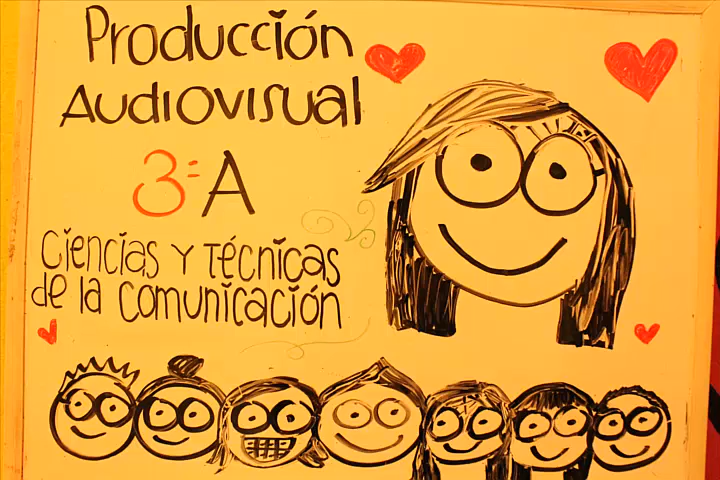 Producción
Audiovisual
3= A
Ciencias y Técnicas
de la Comunicación